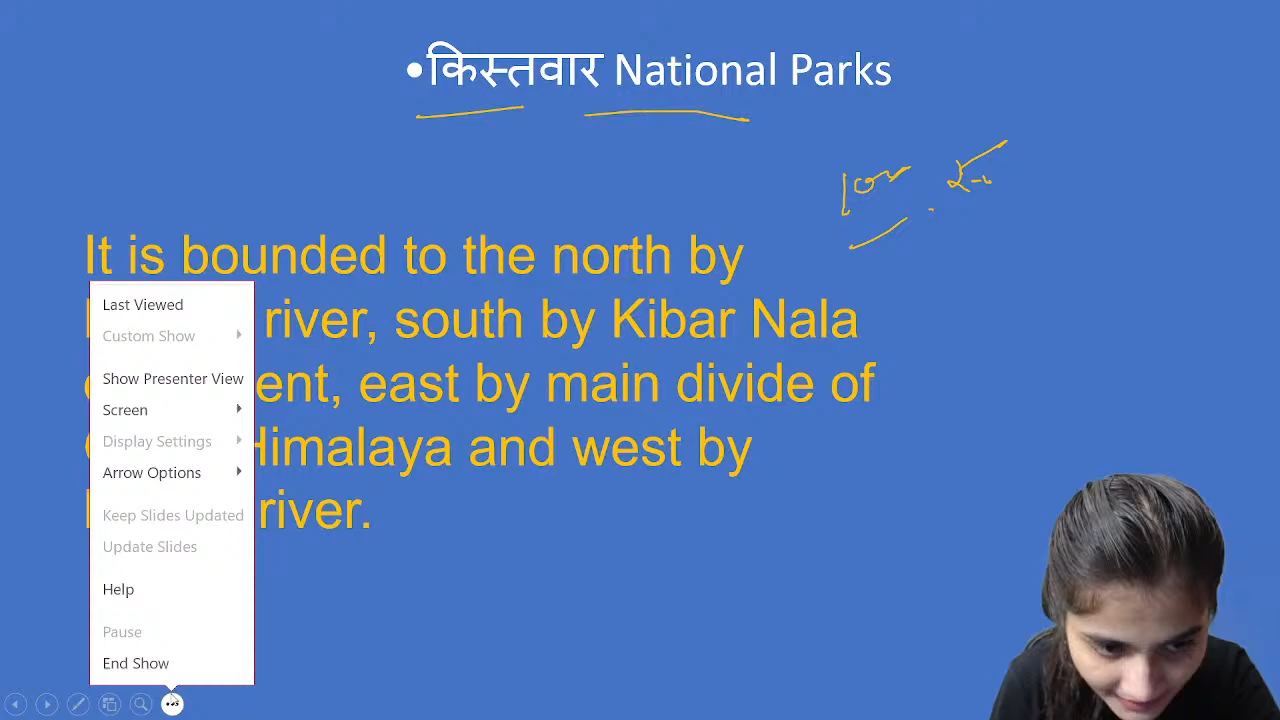 •किस्तवार National Parks
It is bounded to the north by
river, south by Kibar Nala
ent, east by main divide of
Himalaya and west by
river.
Last Viewed
Custom Show
Show Presenter View
Screen
Display Settings
Arrow Options
Keep Slides Updated
Update Slides
Help
Pause
End Show